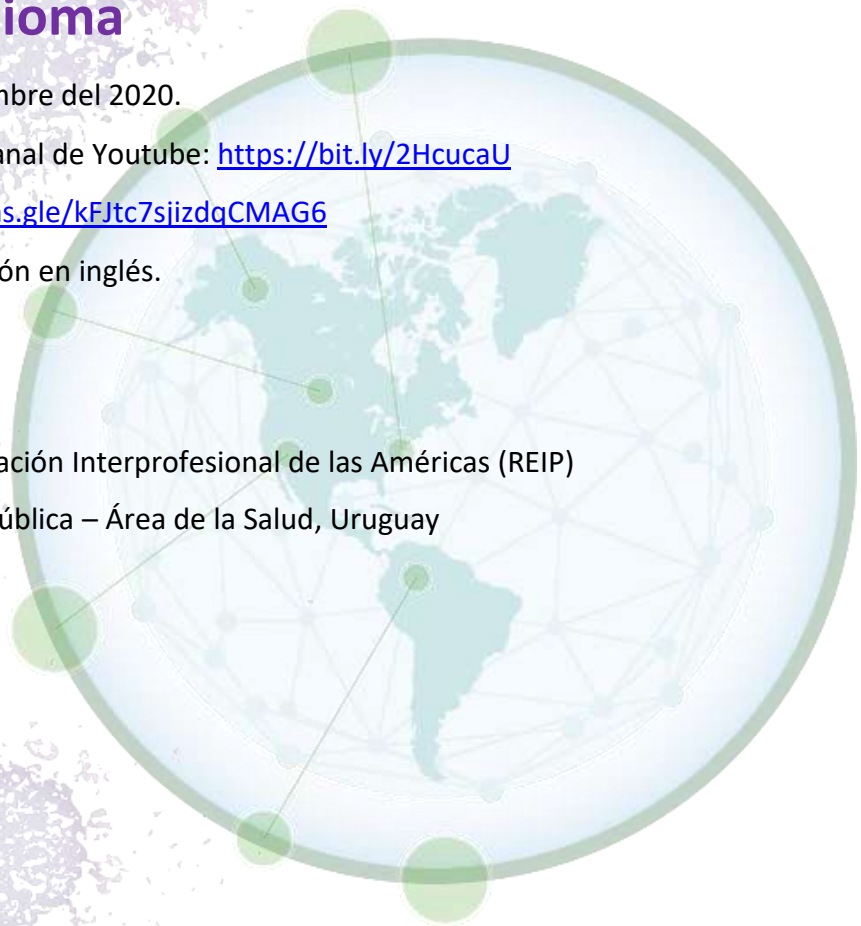 ioma
mbre del 2020.
anal de Youtube: https://bit.ly/2HcucaU
ns.gle/kFJtc7sjizdqCMAG6
ón en inglés.
ación Interprofesional de las Américas (REIP)
ública – Área de la Salud, Uruguay